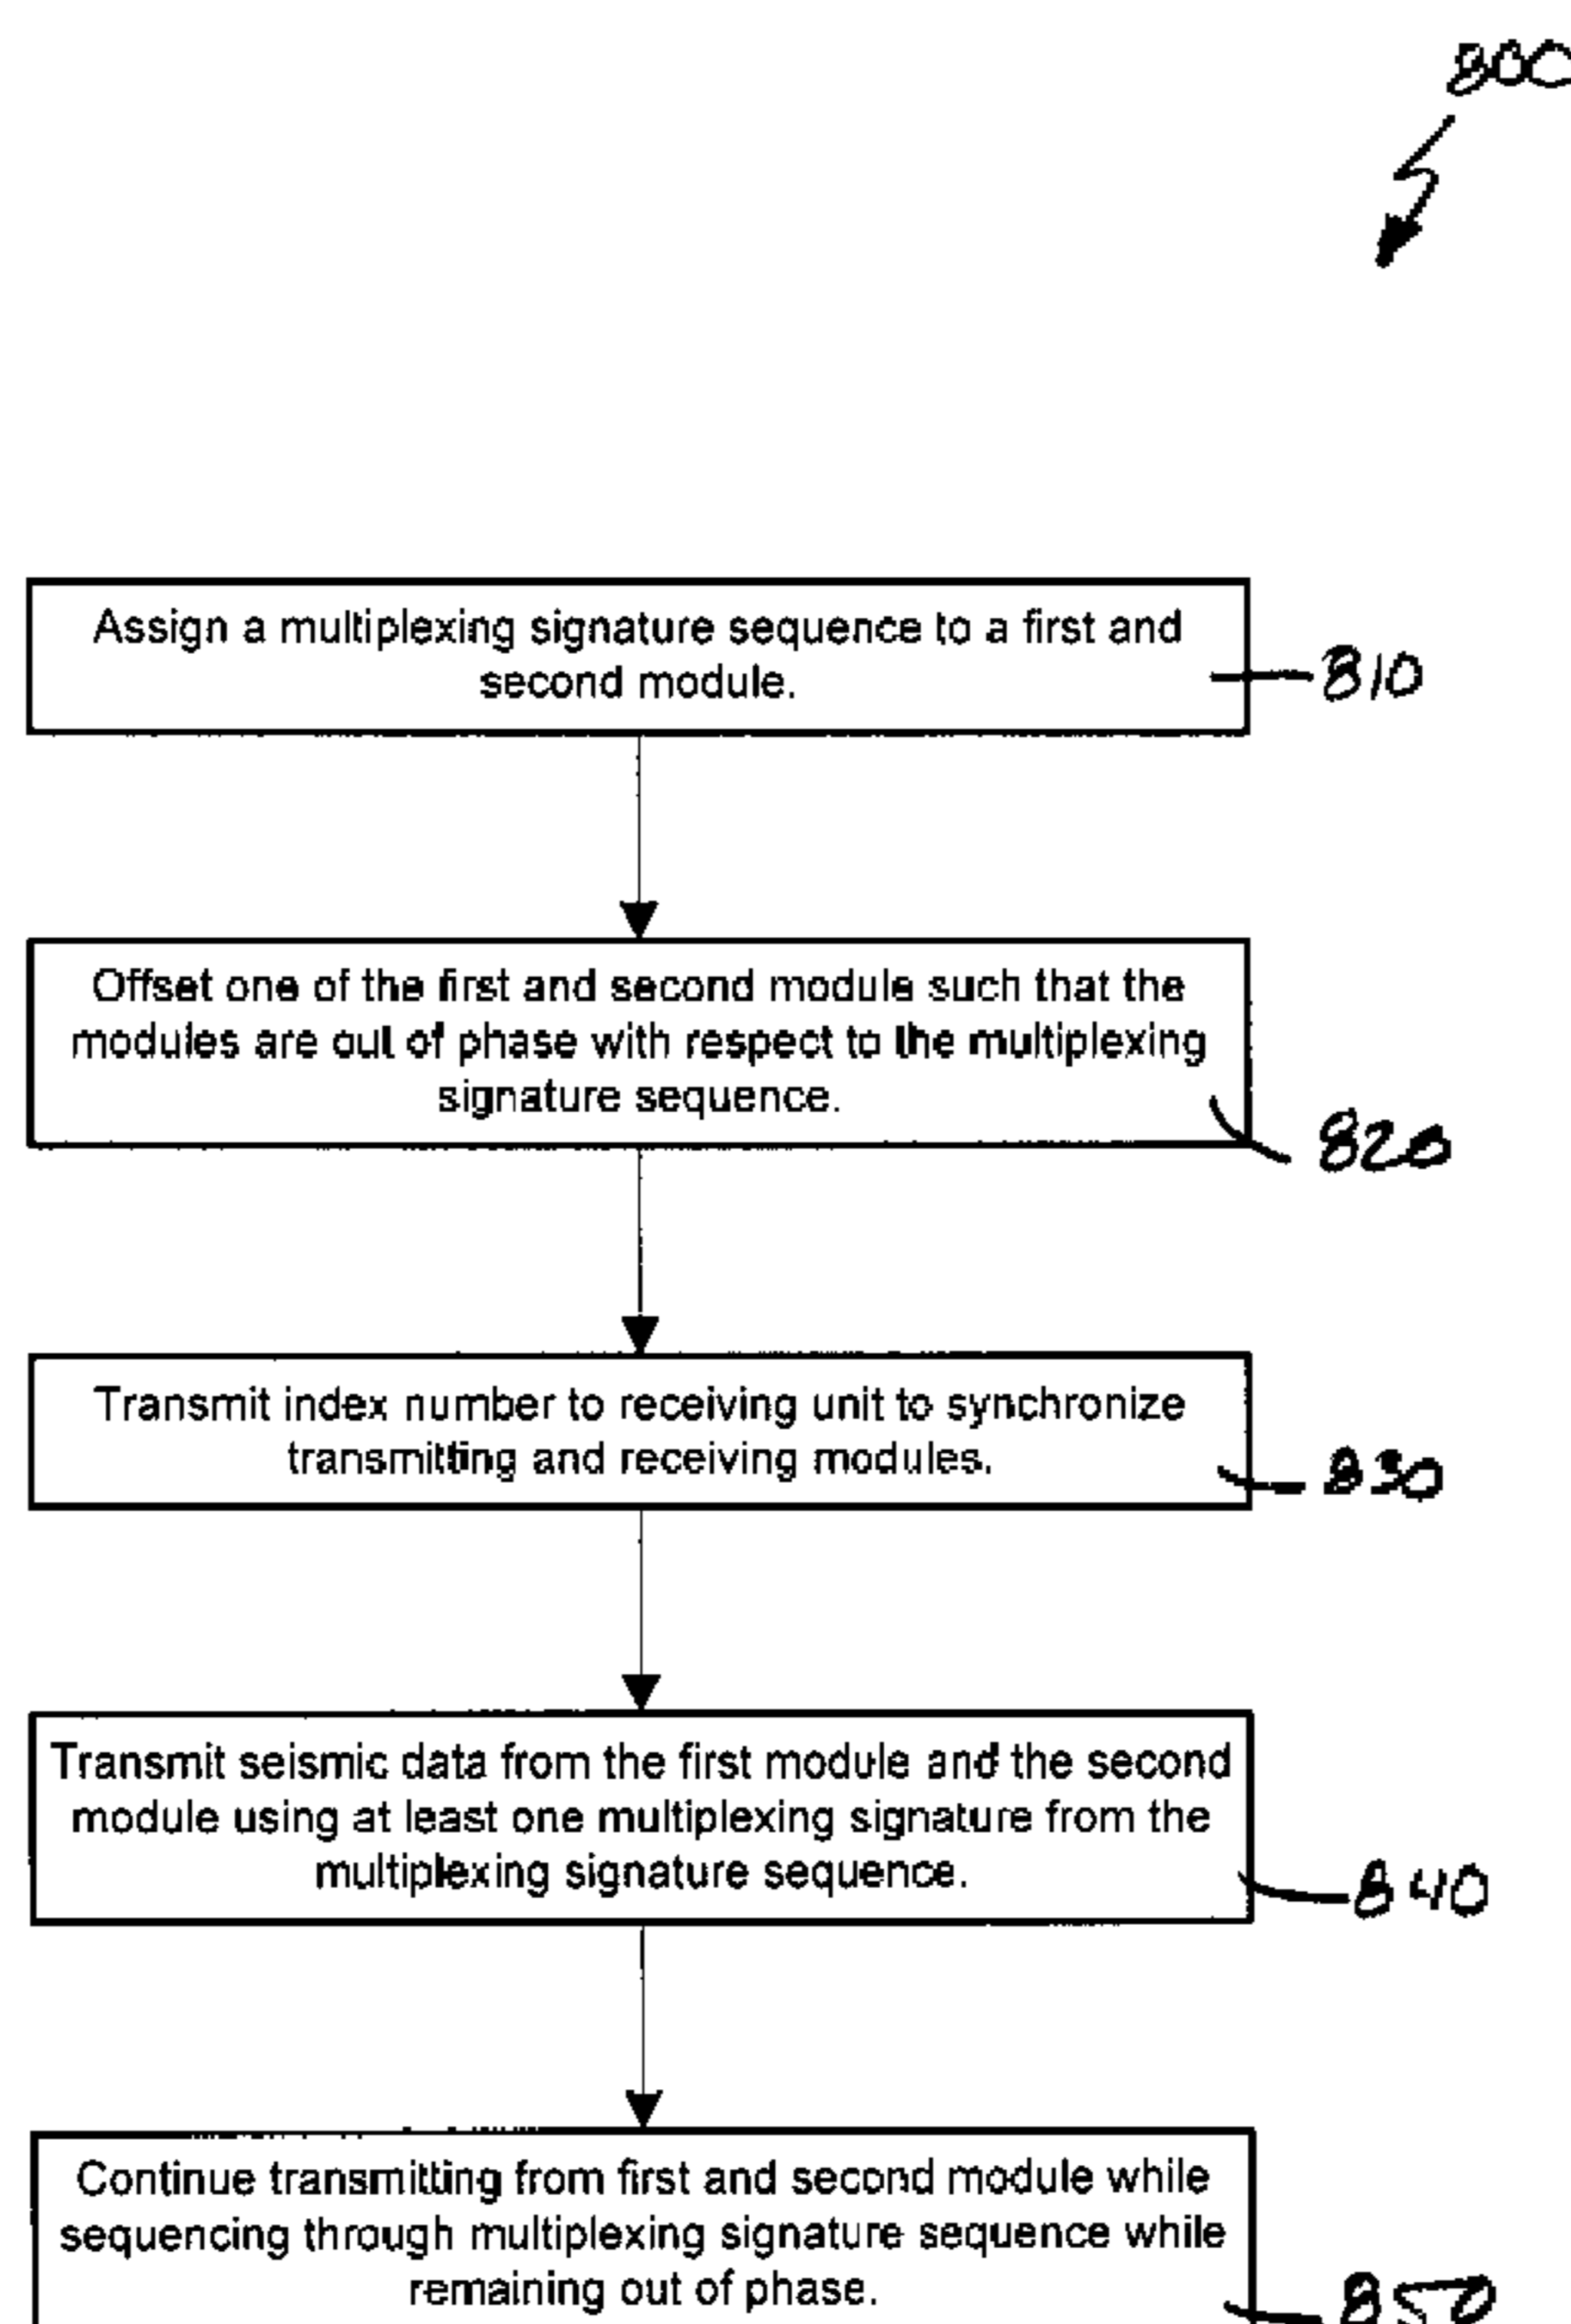 800
Assign a multiplexing signature sequence to a first and
second module.
810
Offset one of the first and second module such that the
modules are out of phase with respect to the multiplexing
signature sequence.
820
Transmit index number to receiving unit to synchronize
transmitting and receiving modules.
830
Transmit seismic data from the first module and the second
module using at least one multiplexing signature from the
multiplexing signature sequence.
840
Continue transmitting from first and second module while
sequencing through multiplexing signature sequence while
remaining out of phase.
850